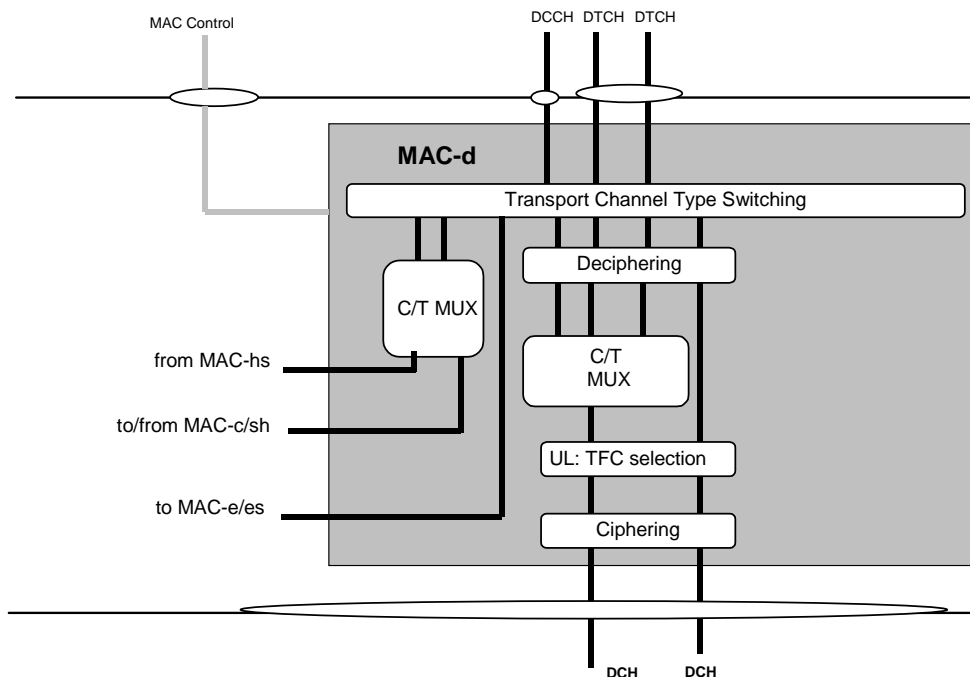 MAC Control
DCCH DTCH DTCH
MAC-d
Transport Channel Type Switching
Deciphering
C/T MUX
from MAC-hs
C/T
MUX
to/from MAC-c/sh
UL: TFC selection
to MAC-e/es
Ciphering
DCH DCH